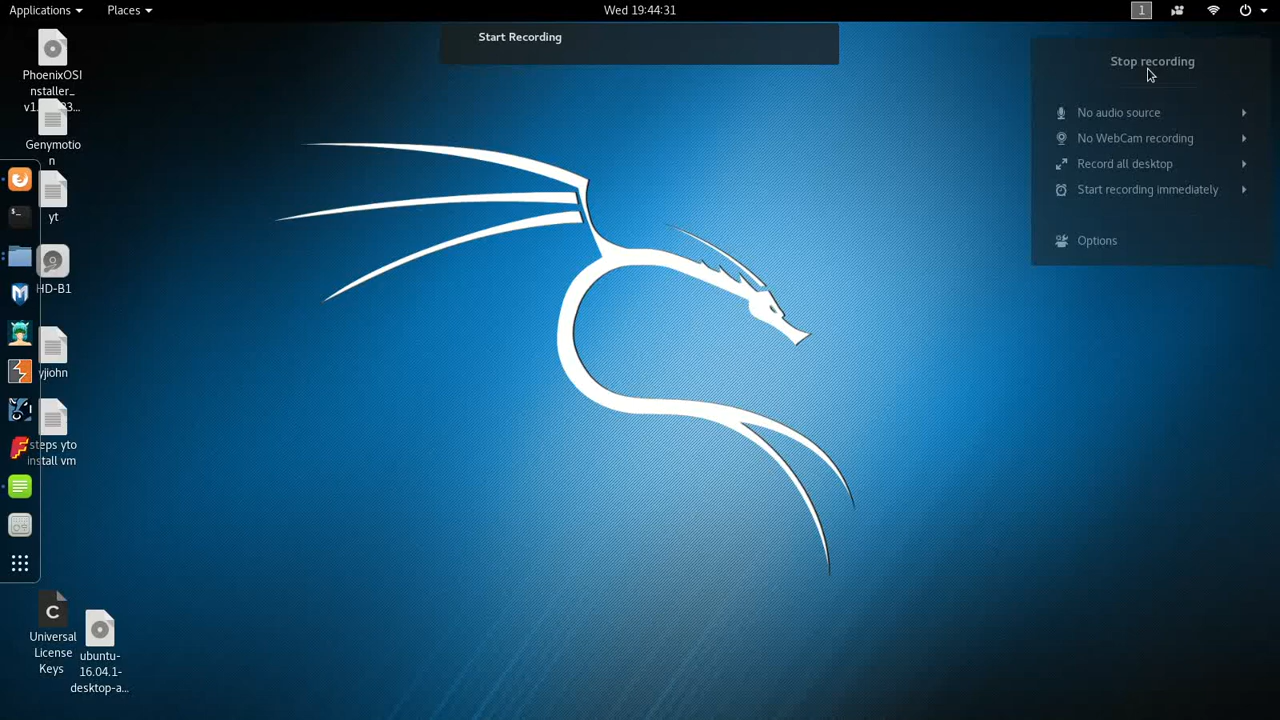 Applications
Places
Wed 19:44:31
1
Start Recording
Stop recording
No audio source
No WebCam recording
Record all desktop
Start recording immediately
Options
PhoenixOSI
nstaller_
Genymotio
n
yt
HD-B1
yjiohn
steps yto
install vm
C
Universal
License
Keys
ubuntu-
16.04.1-
desktop-a...